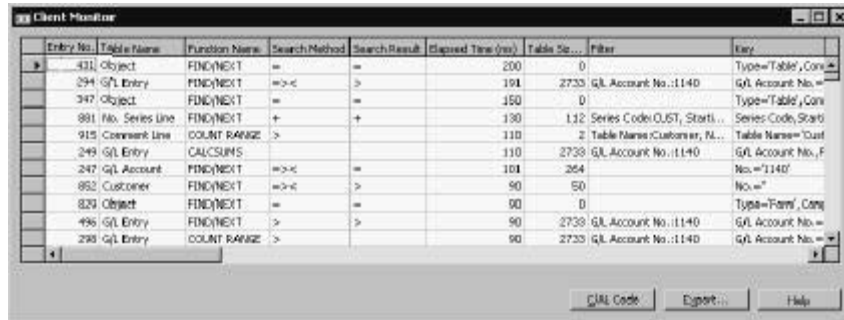 Client Monitor
Entry No. Table Name Function Name Search Method Search Result Elapsed Time (ms) Table Siz... Filter Key
431 Object FIND/NEXT = = 200 0 Type='Table',Com
294 G/L Entry FIND/NEXT =>< > 191 2733 G/L Account No.:1140 G/L Account No.=
347 Object FIND/NEXT = = 150 0 Type='Table',Com
881 No. Series Line FIND/NEXT + + 130 112 Series Code:CUST, Starti... Series Code,Starti
915 Comment Line COUNT RANGE > 110 2 Table Name:Customer, N... Table Name='Cust
249 G/L Entry CALCSUMS 110 2733 G/L Account No.:1140 G/L Account No.,P
247 G/L Account FIND/NEXT =>< = 101 264 No.='1140'
852 Customer FIND/NEXT =>< > 90 50 No.=''
829 Object FIND/NEXT = = 90 0 Type='Form',Comp
496 G/L Entry FIND/NEXT > > 90 2733 G/L Account No.:1140 G/L Account No.=
298 G/L Entry COUNT RANGE > 90 2733 G/L Account No.:1140 G/L Account No.=
C/AL Code Export... Help